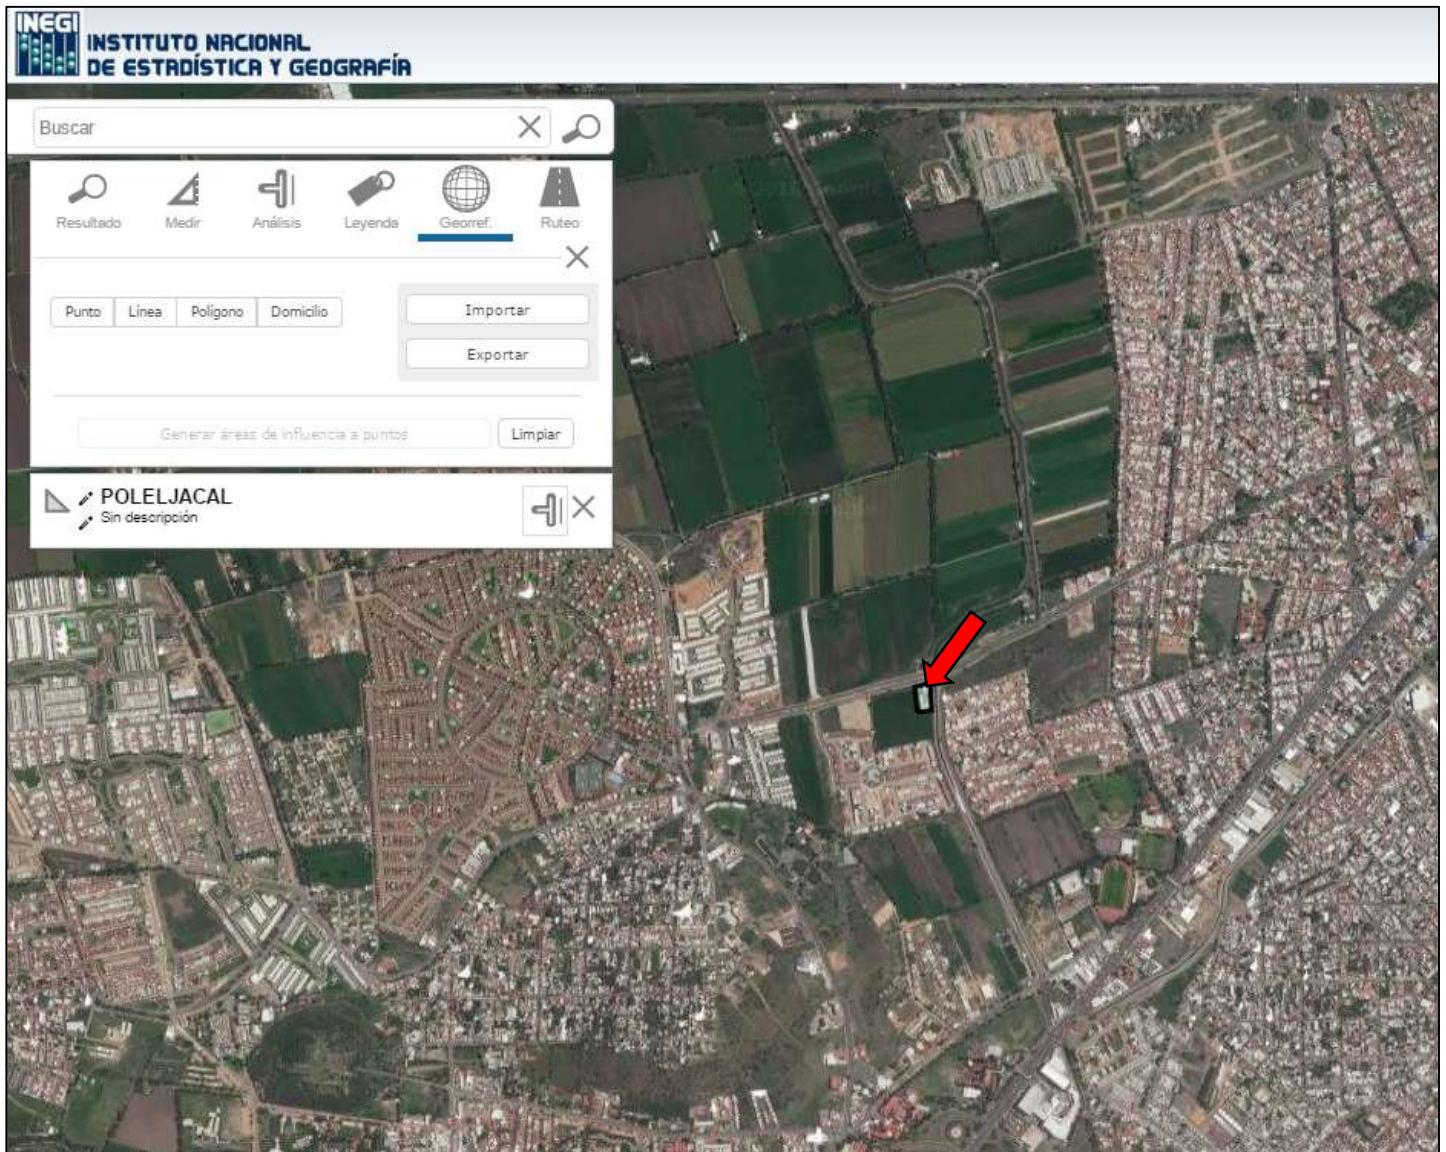 INEGI
INSTITUTO NACIONAL
DE ESTADÍSTICA Y GEOGRAFÍA
Buscar
Resultado Medir Análisis Leyenda Georref. Ruteo
Punto Línea Polígono Domicilio Importar
Exportar
Generar áreas de influencia a puntos Limpiar
POLELJACAL
Sin descripción